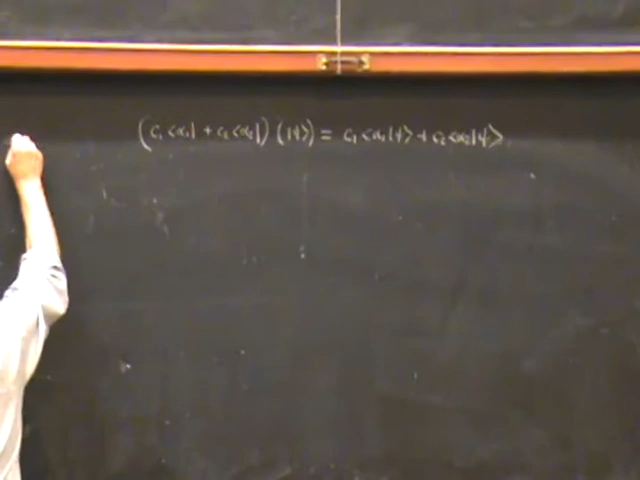 (c₁<α₁| + c₂<α₂|) (|ψ>) = c₁<α₁|ψ> + c₂<α₂|ψ>